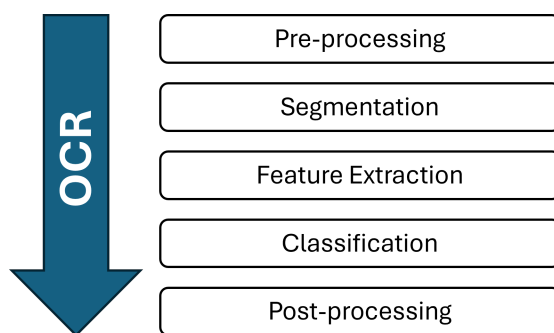 OCR
Pre-processing
Segmentation
Feature Extraction
Classification
Post-processing